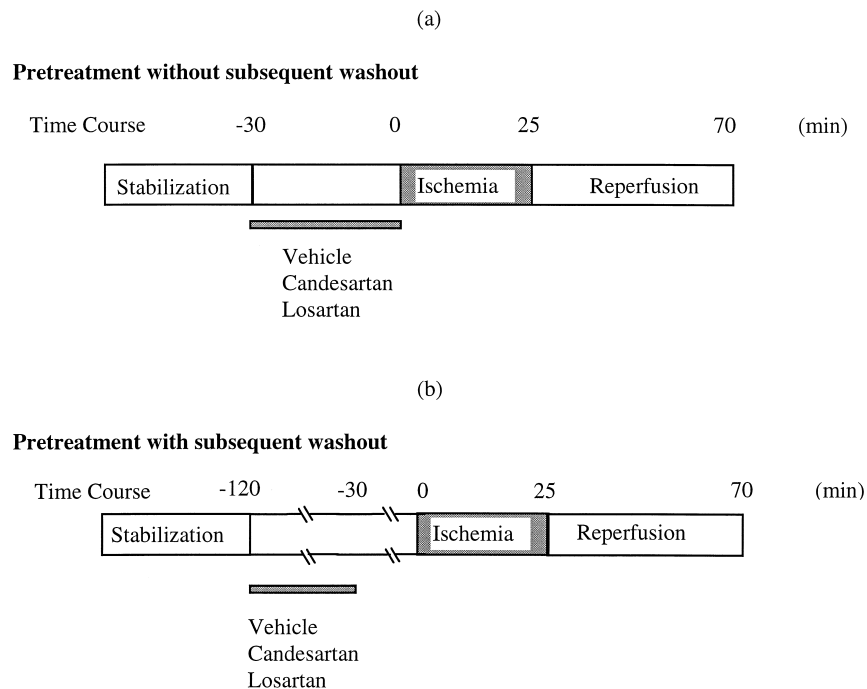 (a)
Pretreatment without subsequent washout
Time Course -30 0 25 70 (min)
Stabilization Ischemia Reperfusion
Vehicle
Candesartan
Losartan
(b)
Pretreatment with subsequent washout
Time Course -120 -30 0 25 70 (min)
Stabilization Ischemia Reperfusion
Vehicle
Candesartan
Losartan